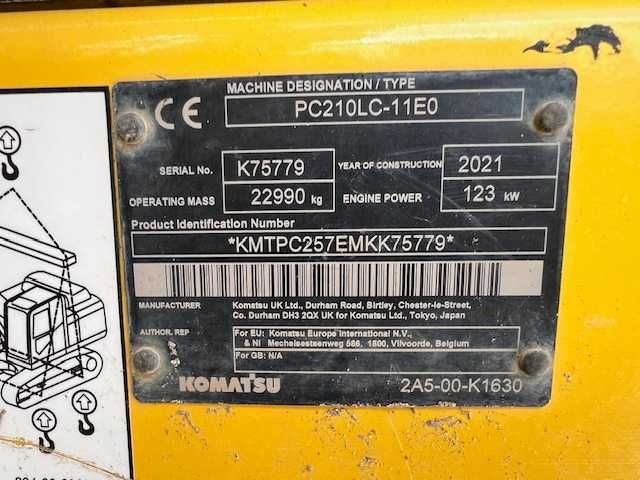 MACHINE DESIGNATION / TYPE
CE PC210LC-11E0
SERIAL No. K75779 YEAR OF CONSTRUCTION 2021
OPERATING MASS 22990 kg ENGINE POWER 123 kW
Product Identification Number
*KMTPC257EMKK75779*
MANUFACTURER Komatsu UK Ltd., Durham Road, Birtley, Chester-le-Street,
Co. Durham DH3 2QX UK for Komatsu Ltd., Tokyo, Japan
AUTHOR. REP For EU: Komatsu Europe International N.V.,
& NI Mechelsesteenweg 586, 1800, Vilvoorde, Belgium
For GB: N/A
KOMATSU 2A5-00-K1630